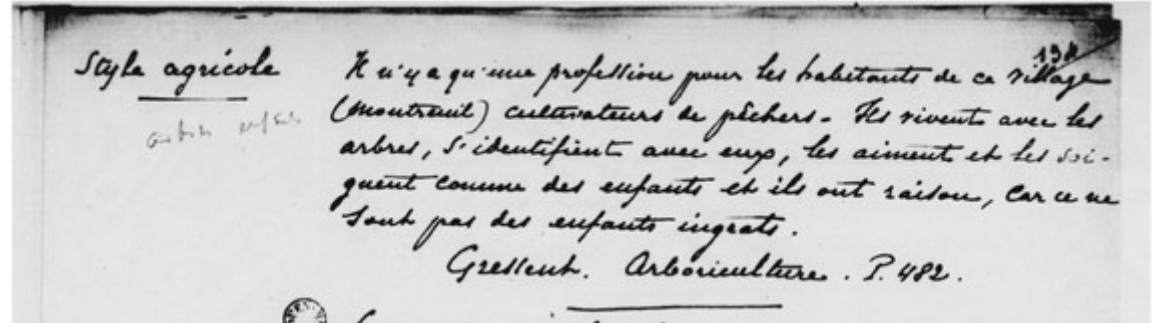 198
Style agricole
Il n'y a qu'une profession pour les habitants de ce village
(Montreuil) cultivateurs de pêchers. Ils vivent avec les
arbres, s'identifient avec eux, les aiment et les soi-
gnent comme des enfants et ils ont raison, car ce ne
sont pas des enfants ingrats.
Gressent. Arboriculture. P. 482.